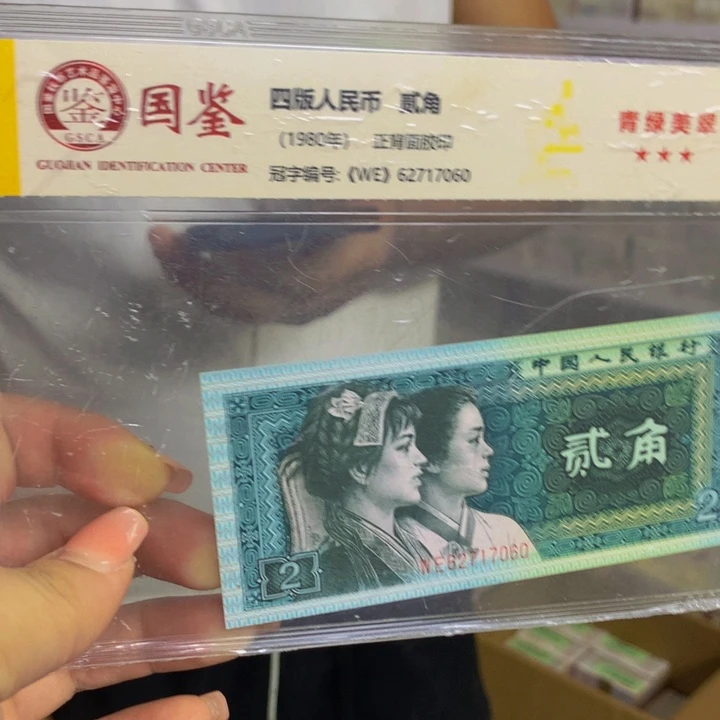 GSCA
鉴
GSCA
国鉴
GUOJIAN IDENTIFICATION CENTER
四版人民币 贰角
（1980年） 正背面胶印
冠字编号:《WE》62717060
青绿美翠
★★★
中国人民银行
贰角
2
2
WE62717060